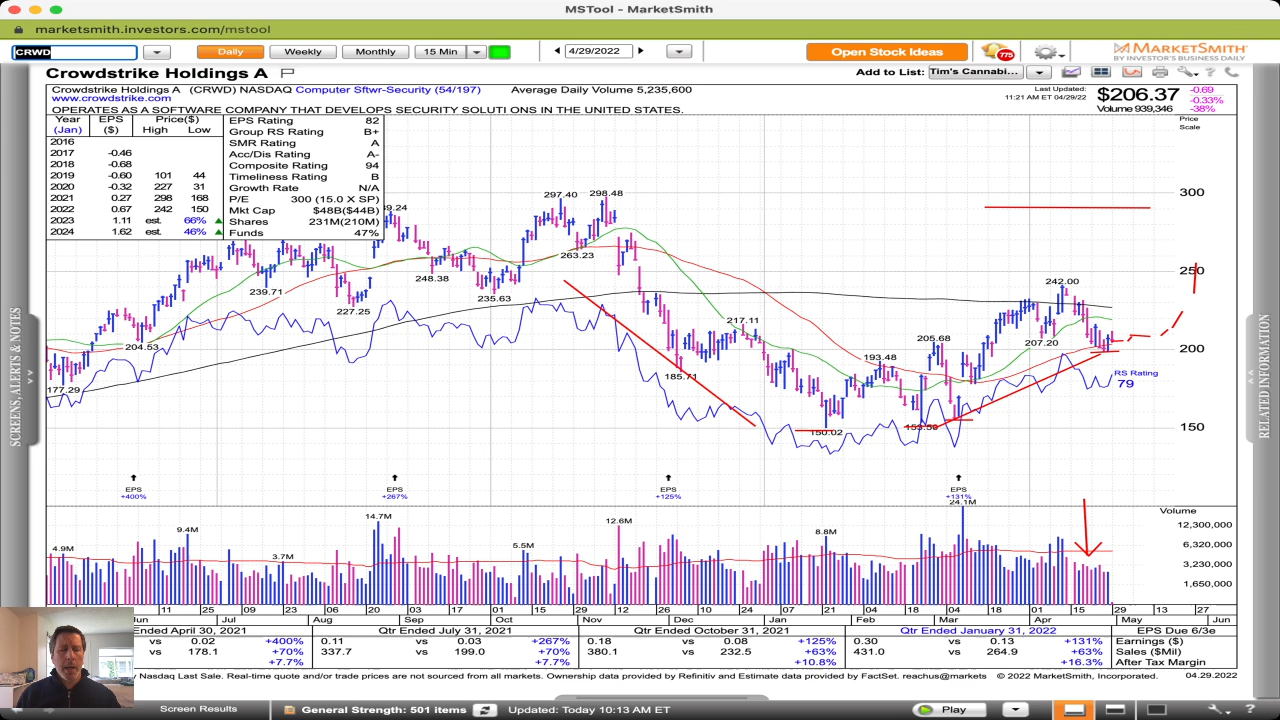 MSTool - MarketSmith
marketsmith.investors.com/mstool
CRWD
Daily Weekly Monthly 15 Min 4/29/2022 Open Stock Ideas 775 MARKETSMITH
BY INVESTOR'S BUSINESS DAILY
Crowdstrike Holdings A Add to List: Tim's Cannabi...
Crowdstrike Holdings A (CRWD) NASDAQ Computer Sftwr-Security (54/197) Average Daily Volume 5,235,600
www.crowdstrike.com
OPERATES AS A SOFTWARE COMPANY THAT DEVELOPS SECURITY SOLUTIONS IN THE UNITED STATES.
Last Updated:
11:21 AM ET 04/29/22
$206.37 -0.69
-0.33%
Volume 939,346 -38%
Year EPS Price($)
(Jan) ($) High Low
2016
2017 -0.46
2018 -0.68
2019 -0.60 101 44
2020 -0.32 227 31
2021 0.27 298 168
2022 0.67 242 150
2023 1.11 est. 66%
2024 1.62 est. 46%
EPS Rating 82
Group RS Rating B+
SMR Rating A
Acc/Dis Rating A-
Composite Rating 94
Timeliness Rating B
Growth Rate N/A
P/E 300 (15.0 X SP)
Mkt Cap $48B($44B)
Shares 231M(210M)
Funds 47%
Price
Scale
300
250
200
150
297.40 298.48
9.24
263.23
248.38
239.71
235.63
227.25
242.00
217.11
205.68
207.20
204.53
193.48
185.71
177.29
150.02
RS Rating
79
EPS EPS EPS EPS
+400% +267% +125% +131%
24.1M
Volume
12,300,000
6,320,000
3,230,000
1,650,000
14.7M
12.6M
9.4M
8.8M
5.5M
4.9M
3.7M
11 25 09 23 06 20 03 17 01 15 29 12 26 10 24 07 21 04 18 04 18 01 15 29 13 27
Jun Jul Aug Sep Oct Nov Dec Jan Feb Mar Apr May Jun
Ended April 30, 2021 Qtr Ended July 31, 2021 Qtr Ended October 31, 2021 Qtr Ended January 31, 2022 EPS Due 6/3e
vs 0.02 +400% 0.11 vs 0.03 +267% 0.18 vs 0.08 +125% 0.30 vs 0.13 +131% Earnings ($)
vs 178.1 +70% 337.7 vs 199.0 +70% 380.1 vs 232.5 +63% 431.0 vs 264.9 +63% Sales ($Mil)
+7.7% +7.7% +10.8% +16.3% After Tax Margin
y Nasdaq Last Sale. Real-time quote and/or trade prices are not sourced from all markets. Ownership data provided by Refinitiv and Estimate data provided by FactSet. reachus@markets © 2022 MarketSmith, Incorporated. 04.29.2022
Screen Results General Strength: 501 items Updated: Today 10:13 AM ET Play
SCREENS, ALERTS & NOTES
RELATED INFORMATION